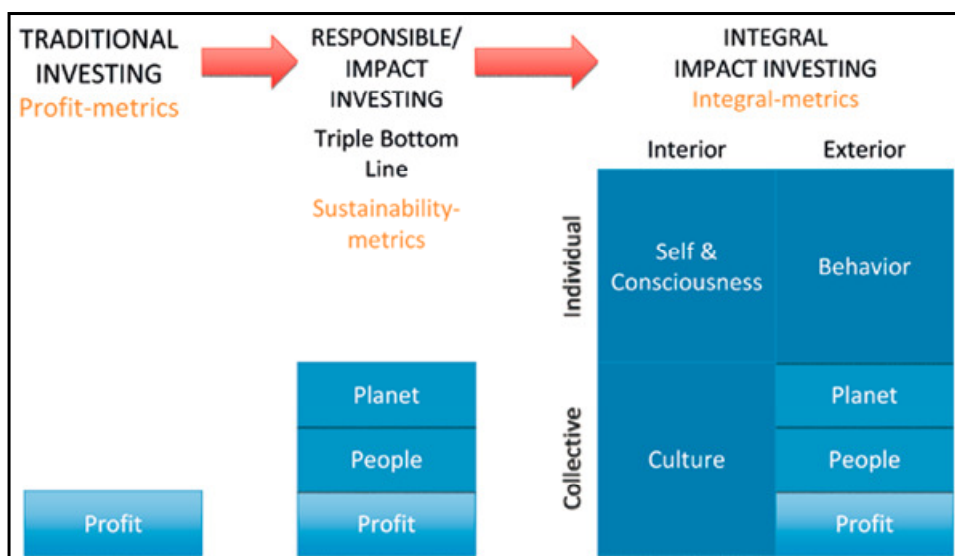 TRADITIONAL
INVESTING
Profit-metrics
Profit
RESPONSIBLE/
IMPACT
INVESTING
Triple Bottom
Line
Sustainability-
metrics
Planet
People
Profit
INTEGRAL
IMPACT INVESTING
Integral-metrics
Interior
Exterior
Individual
Self &
Consciousness
Behavior
Collective
Culture
Planet
People
Profit